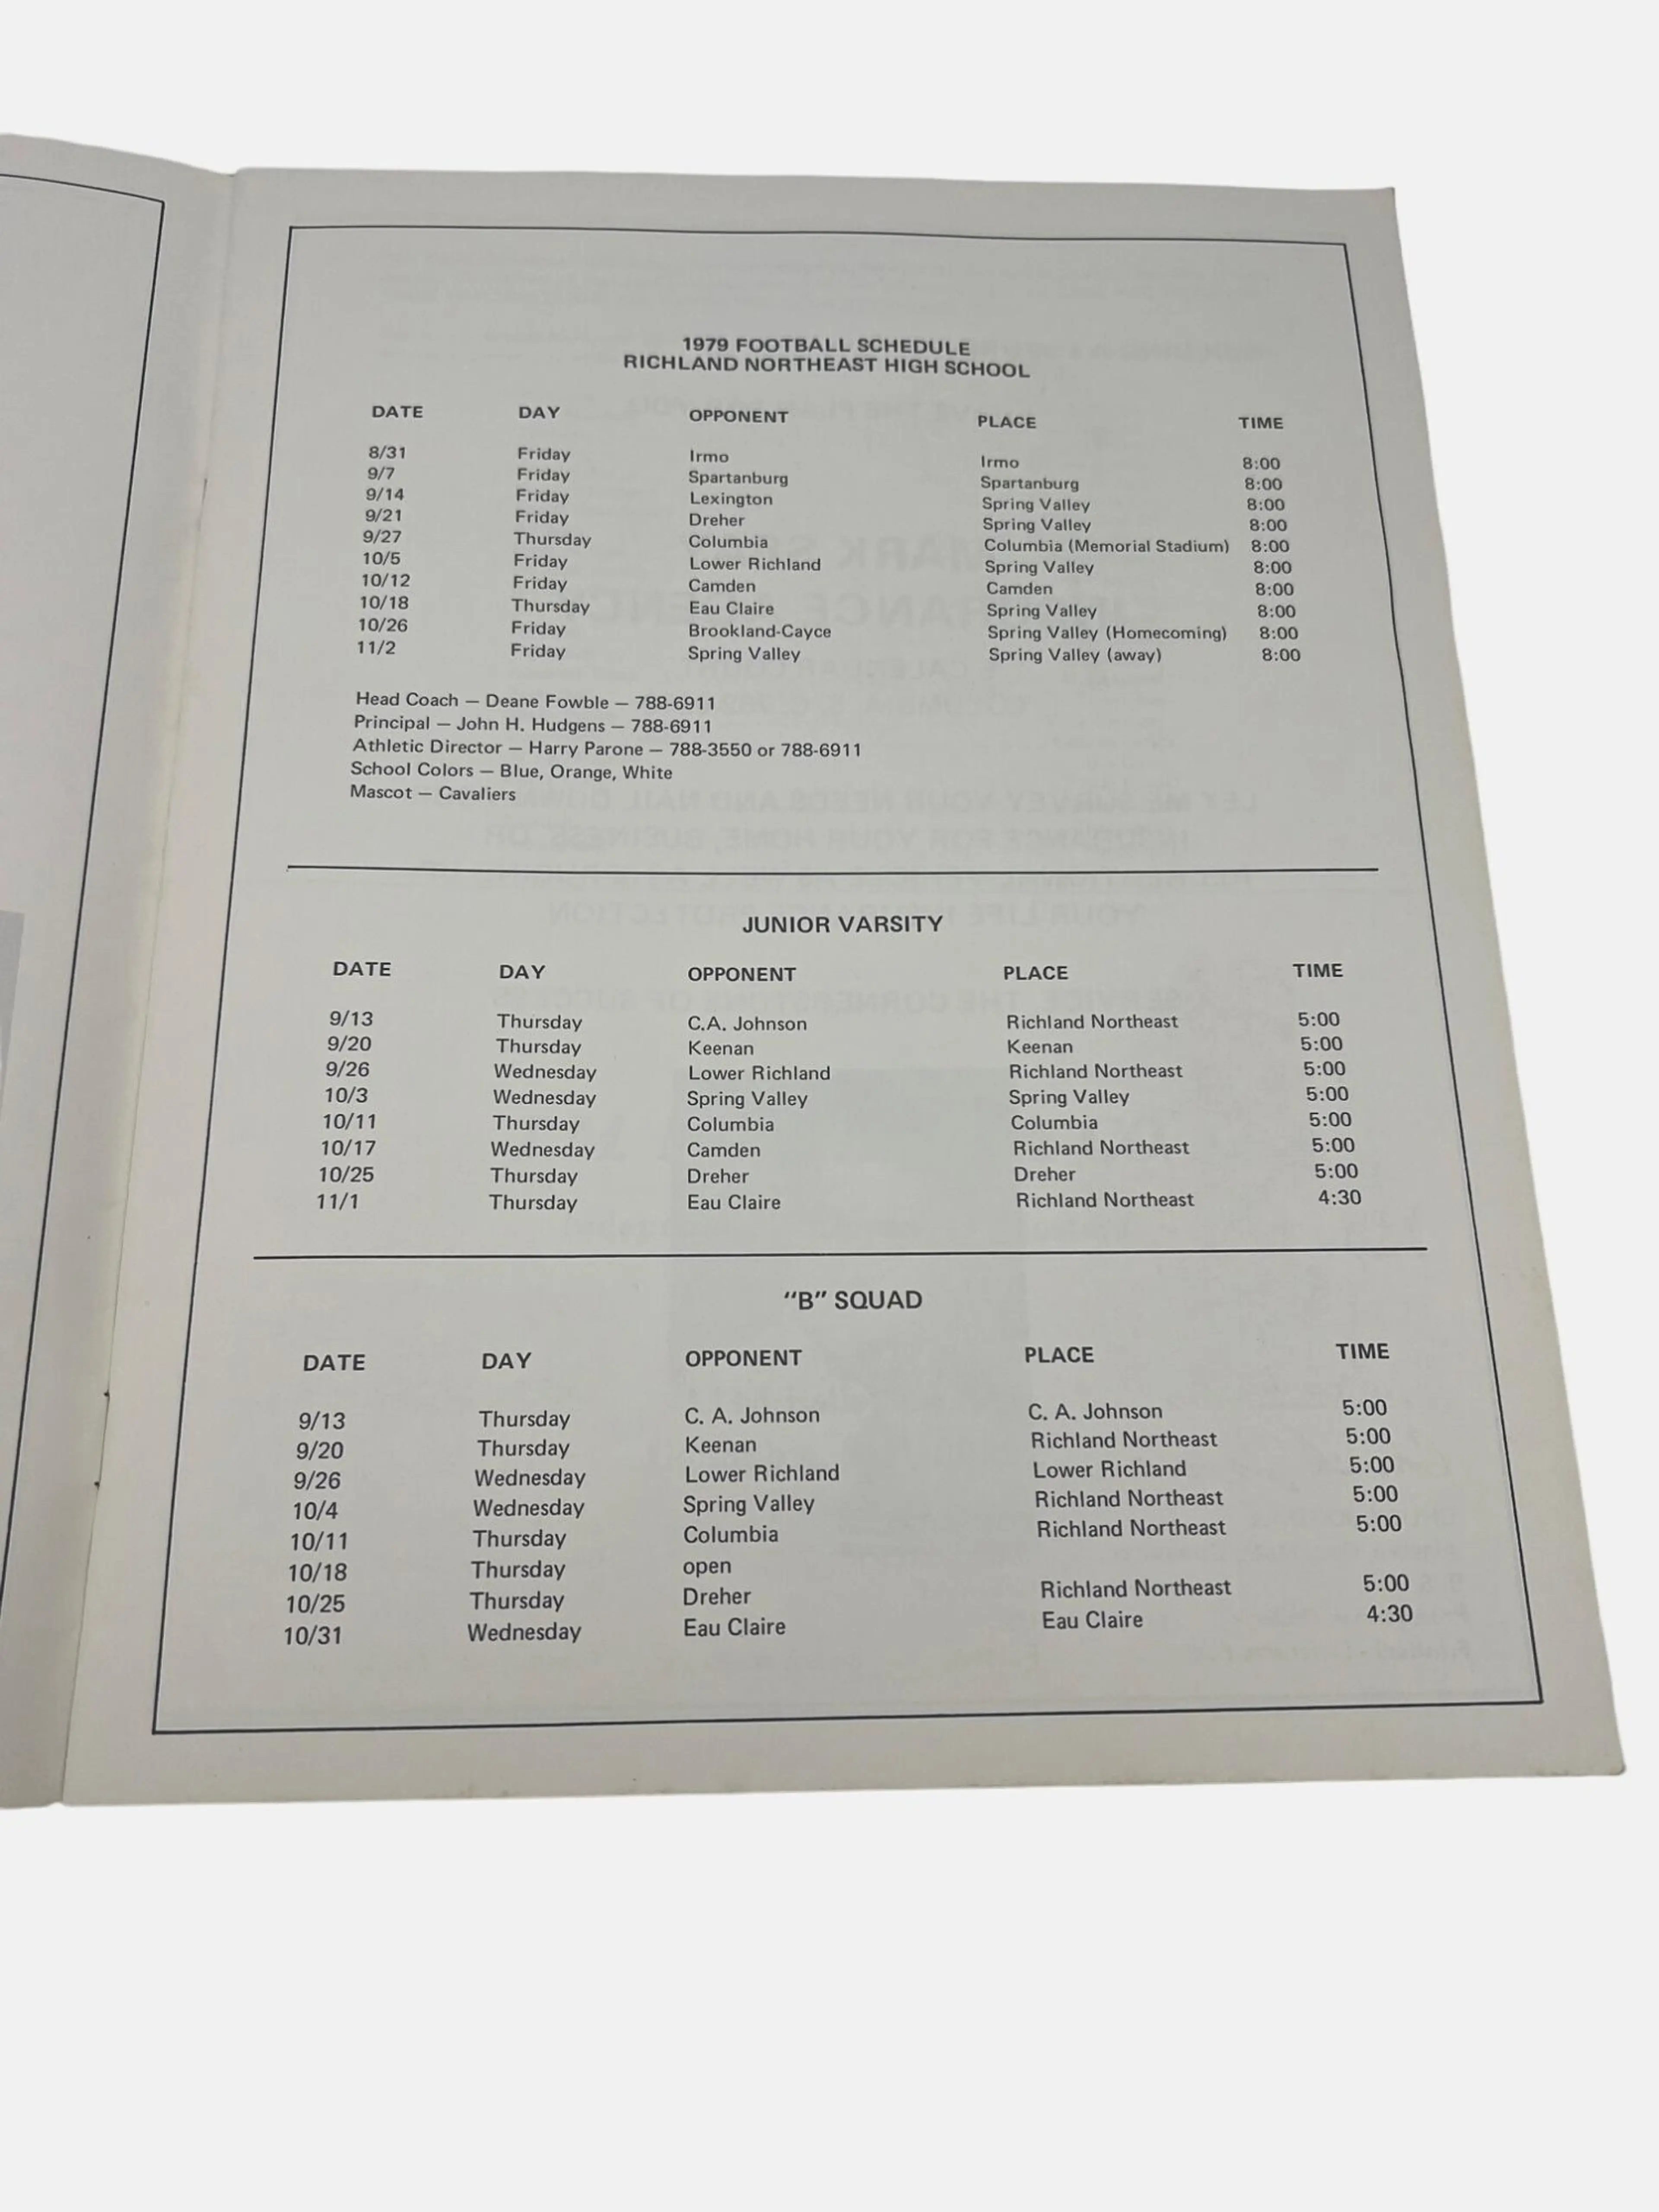 1979 FOOTBALL SCHEDULE
RICHLAND NORTHEAST HIGH SCHOOL
DATE DAY OPPONENT PLACE TIME
8/31 Friday Irmo Irmo 8:00
9/7 Friday Spartanburg Spartanburg 8:00
9/14 Friday Lexington Spring Valley 8:00
9/21 Friday Dreher Spring Valley 8:00
9/27 Thursday Columbia Columbia (Memorial Stadium) 8:00
10/5 Friday Lower Richland Spring Valley 8:00
10/12 Friday Camden Camden 8:00
10/18 Thursday Eau Claire Spring Valley 8:00
10/26 Friday Brookland-Cayce Spring Valley (Homecoming) 8:00
11/2 Friday Spring Valley Spring Valley (away) 8:00
Head Coach — Deane Fowble — 788-6911
Principal — John H. Hudgens — 788-6911
Athletic Director — Harry Parone — 788-3550 or 788-6911
School Colors — Blue, Orange, White
Mascot — Cavaliers
JUNIOR VARSITY
DATE DAY OPPONENT PLACE TIME
9/13 Thursday C.A. Johnson Richland Northeast 5:00
9/20 Thursday Keenan Keenan 5:00
9/26 Wednesday Lower Richland Richland Northeast 5:00
10/3 Wednesday Spring Valley Spring Valley 5:00
10/11 Thursday Columbia Columbia 5:00
10/17 Wednesday Camden Richland Northeast 5:00
10/25 Thursday Dreher Dreher 5:00
11/1 Thursday Eau Claire Richland Northeast 4:30
"B" SQUAD
DATE DAY OPPONENT PLACE TIME
9/13 Thursday C. A. Johnson C. A. Johnson 5:00
9/20 Thursday Keenan Richland Northeast 5:00
9/26 Wednesday Lower Richland Lower Richland 5:00
10/4 Wednesday Spring Valley Richland Northeast 5:00
10/11 Thursday Columbia Richland Northeast 5:00
10/18 Thursday open
10/25 Thursday Dreher Richland Northeast 5:00
10/31 Wednesday Eau Claire Eau Claire 4:30